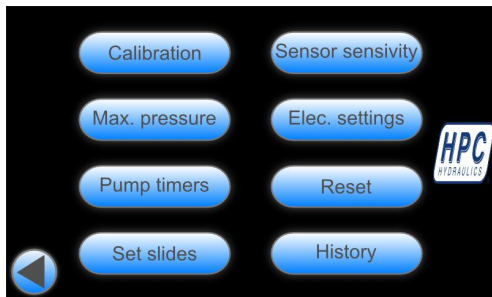 Calibration
Sensor sensivity
Max. pressure
Elec. settings
HPC
HYDRAULICS
Pump timers
Reset
Set slides
History